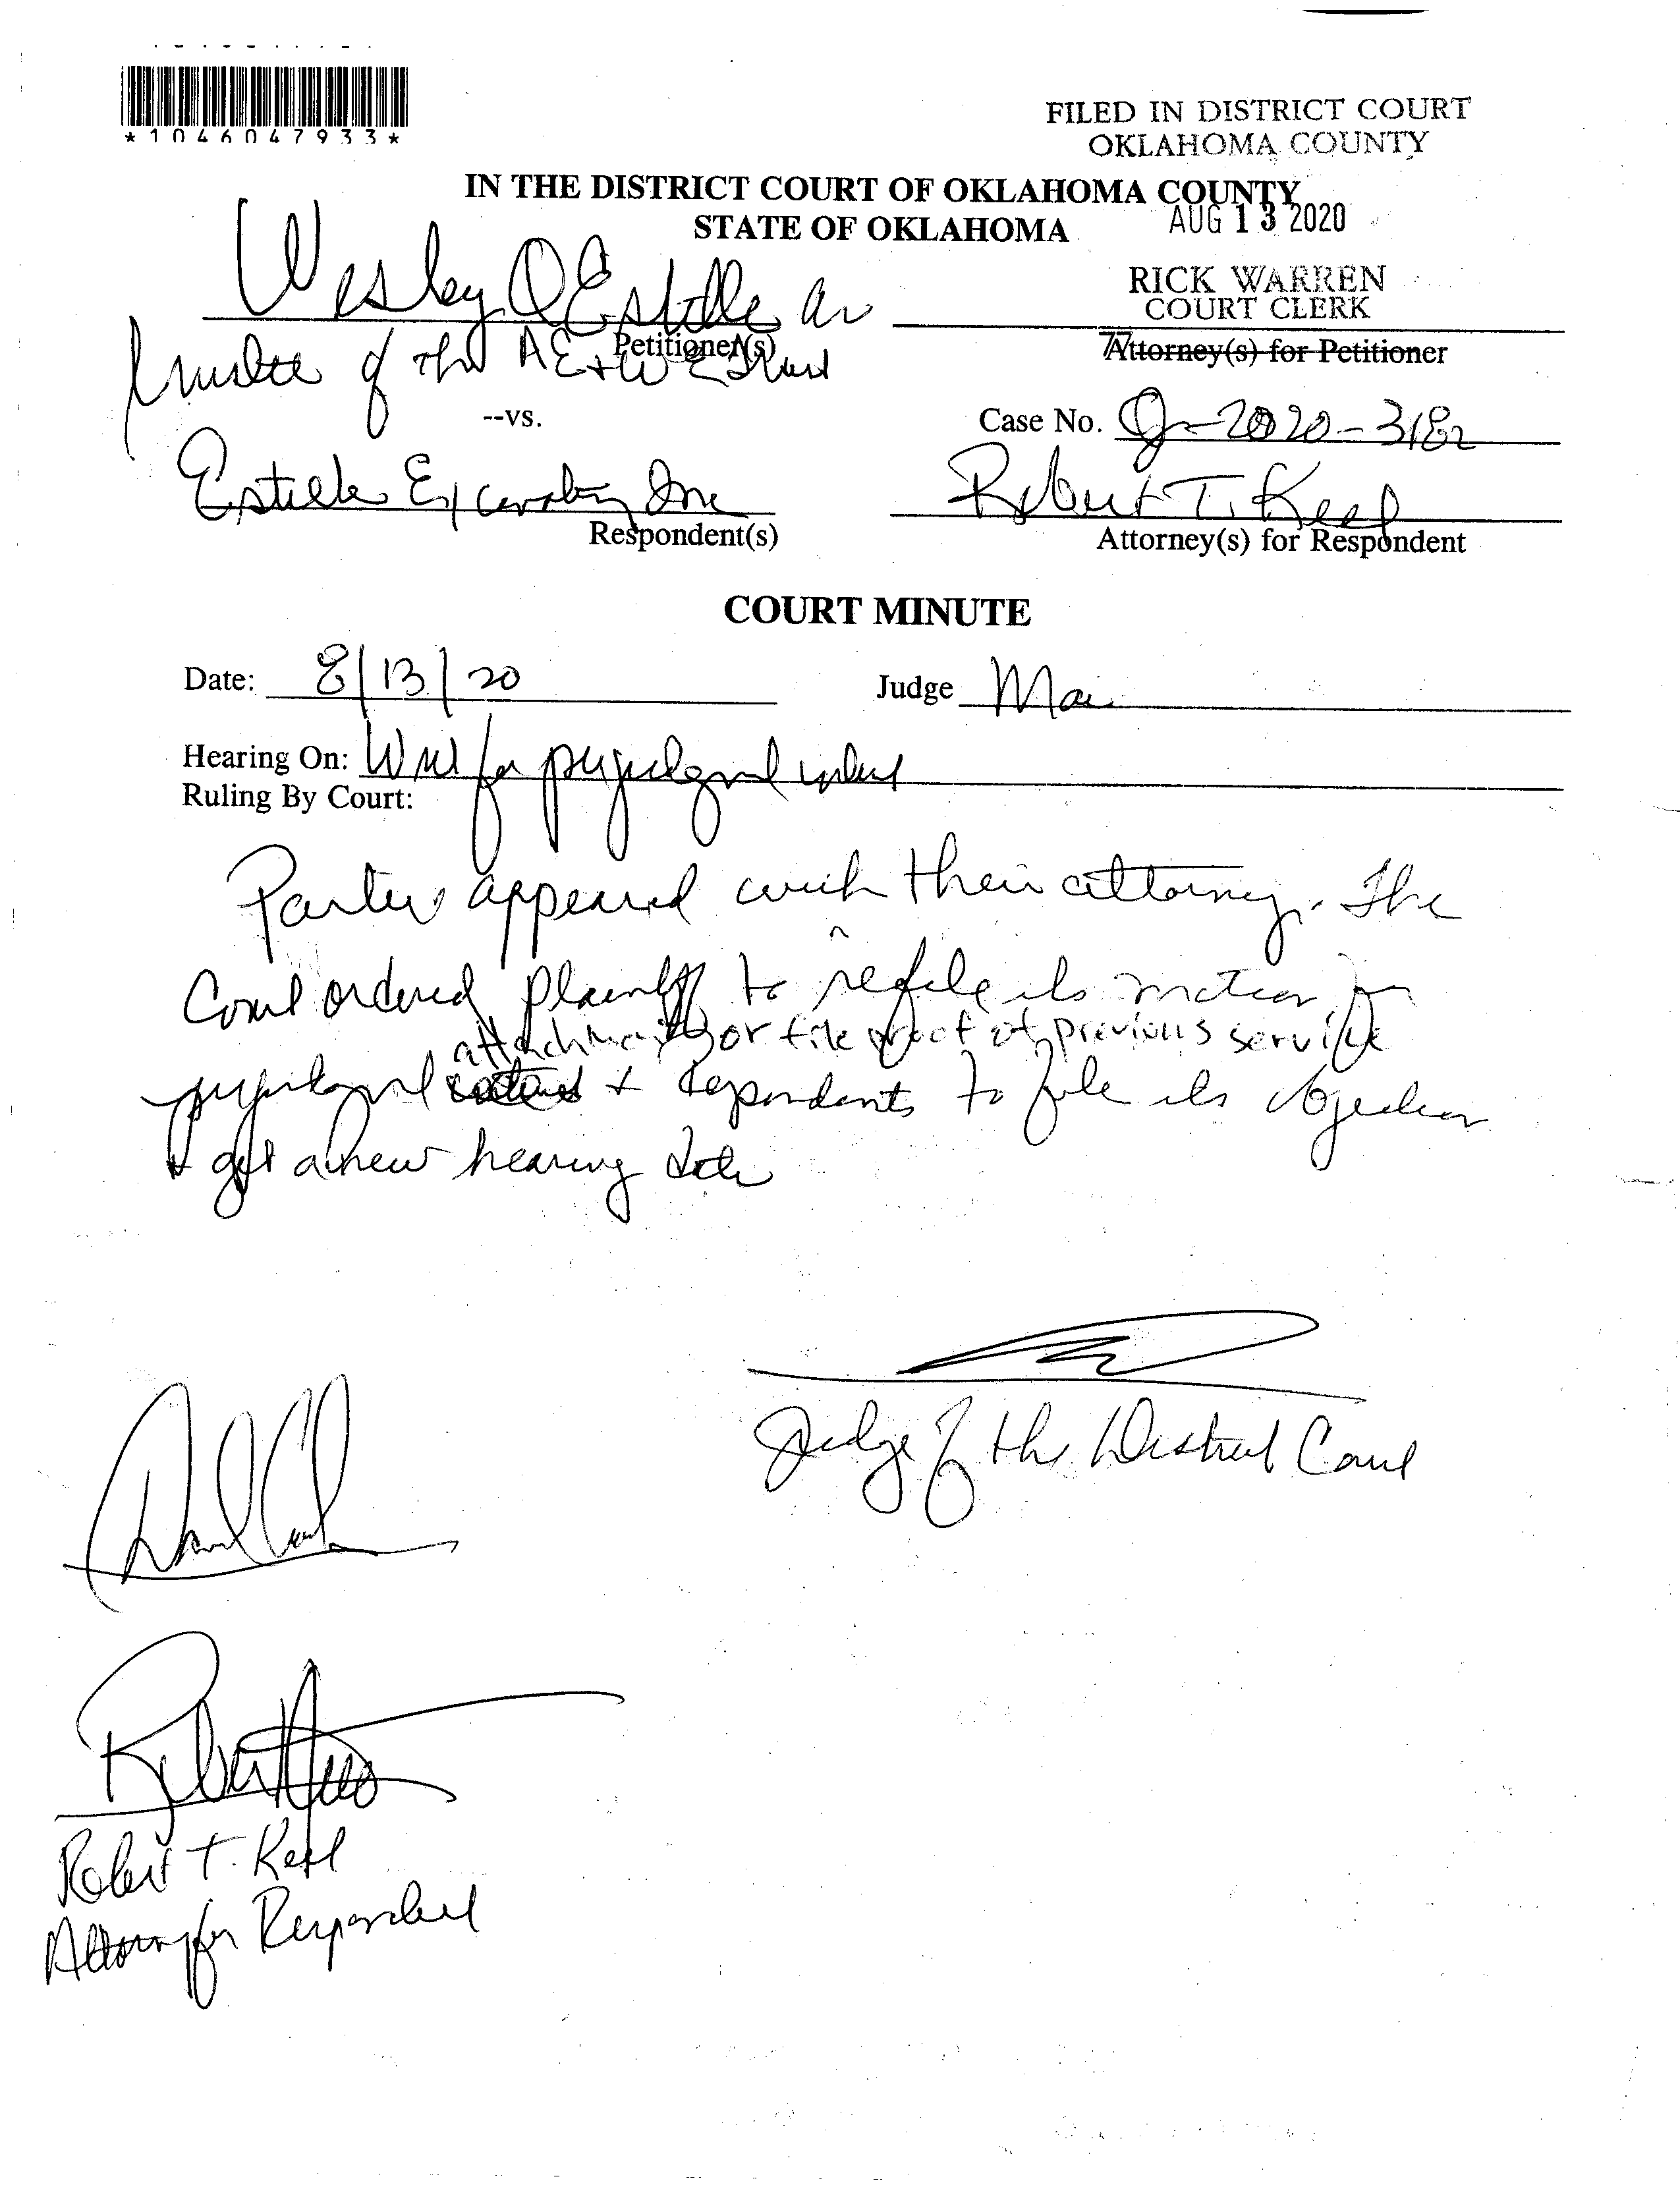 *1046047933*
FILED IN DISTRICT COURT
OKLAHOMA COUNTY
IN THE DISTRICT COURT OF OKLAHOMA COUNTY
STATE OF OKLAHOMA
AUG 13 2020
RICK WARREN
COURT CLERK
77
Wesley Q Estelle as
trustee of the AE + WE Trust
Petitioner(s)
Attorney(s) for Petitioner
--vs.
Case No. CJ-2020-3182
Estelle Excavating Inc
Respondent(s)
Robert T. Keel
Attorney(s) for Respondent
COURT MINUTE
Date: 8/13/20
Judge Mai
Hearing On: Writ for prejudgment
Ruling By Court:
Parties appeared with their attorneys. The
Court ordered plaintiff to refile its motion for
attachment or file proof of previous service
prejudgment + Respondents to file its objection
+ get a new hearing date
Judge of the District Court
Robert T. Keel
Attorney for Respondent